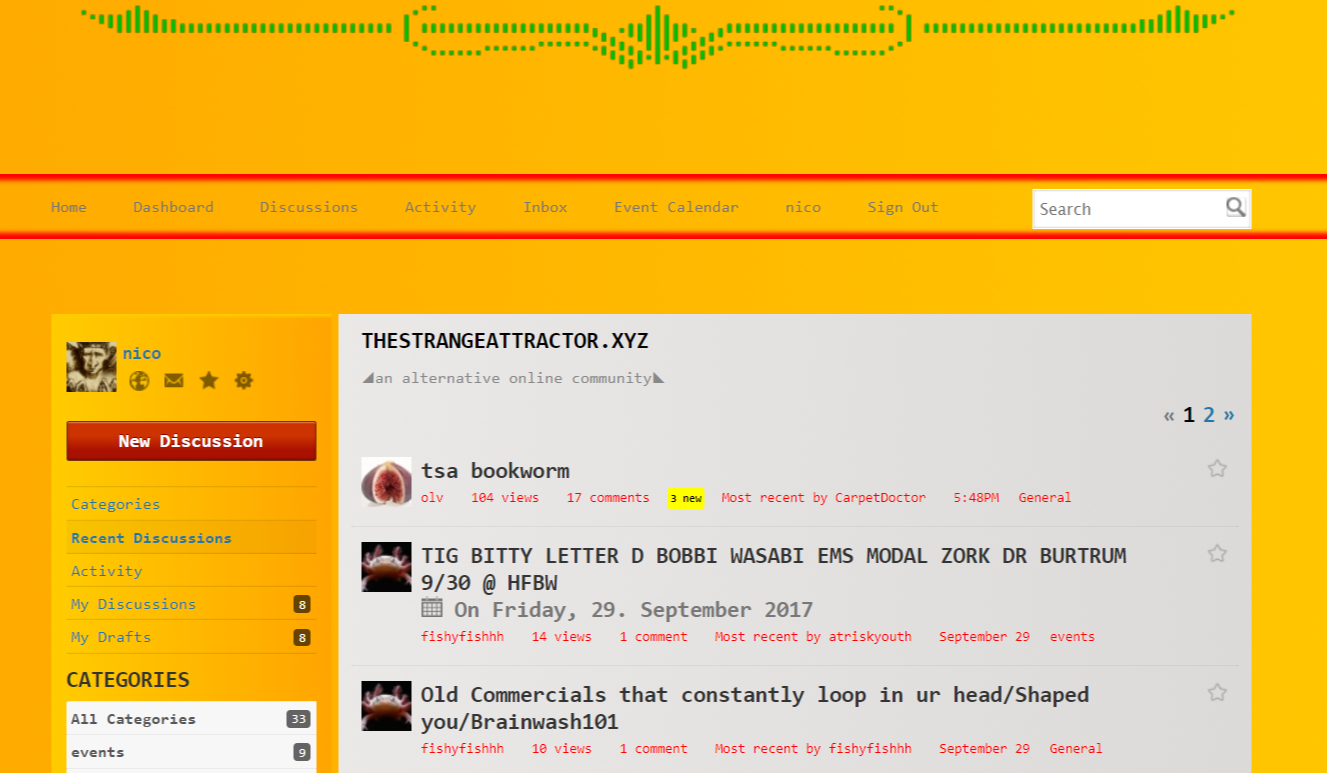 Home Dashboard Discussions Activity Inbox Event Calendar nico Sign Out Search
nico
New Discussion
Categories
Recent Discussions
Activity
My Discussions 8
My Drafts 8
CATEGORIES
All Categories 33
events 9
THESTRANGEATTRACTOR.XYZ
◢an alternative online community◣
« 1 2 »
tsa bookworm
olv 104 views 17 comments 3 new Most recent by CarpetDoctor 5:48PM General
TIG BITTY LETTER D BOBBI WASABI EMS MODAL ZORK DR BURTRUM
9/30 @ HFBW
On Friday, 29. September 2017
fishyfishhh 14 views 1 comment Most recent by atriskyouth September 29 events
Old Commercials that constantly loop in ur head/Shaped
you/Brainwash101
fishyfishhh 10 views 1 comment Most recent by fishyfishhh September 29 General